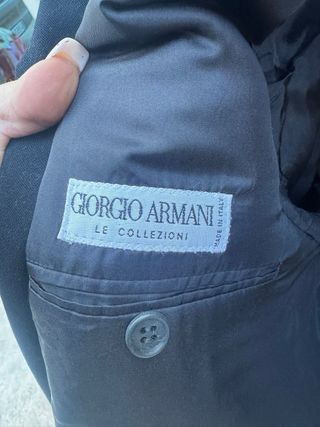 GIORGIO ARMANI
LE COLLEZIONI
MADE IN ITALY